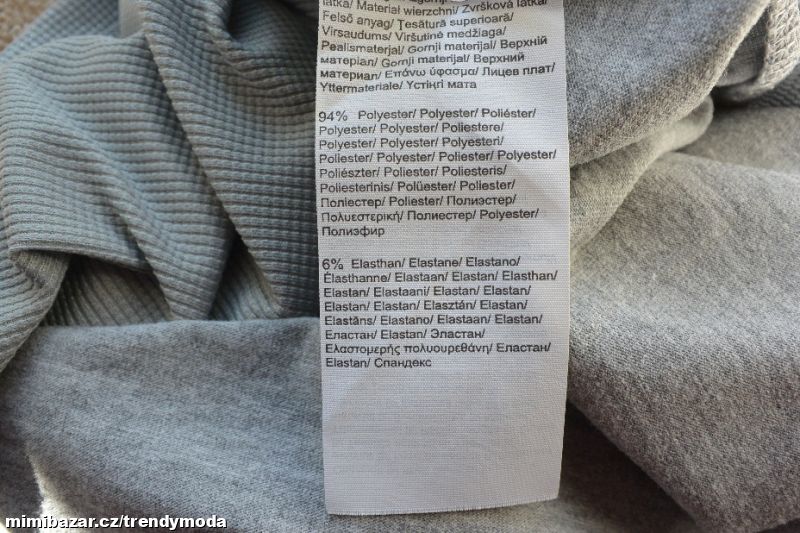 látka/ Materiał wierzchni/ Zvršková látka/
Felső anyag/ Ţesătură superioară/
Virsaudums/ Viršutinė medžiaga/
Pealismaterjal/ Gornji materijal/ Верхній
матеріал/ Gornji materijal/ Верхний
материал/ Επάνω ύφασμα/ Лицев плат/
Yttermateriale/ Үстіңгі мата
94% Polyester/ Polyester/ Poliéster/
Polyester/ Polyester/ Poliestere/
Polyester/ Polyester/ Polyesteri/
Poliester/ Polyester/ Poliester/ Polyester/
Poliészter/ Poliester/ Poliesteris/
Poliesterinis/ Polüester/ Poliester/
Поліестер/ Poliester/ Полиэстер/
Πολυεστερική/ Полиестер/ Polyester/
Полиэфир
6% Elasthan/ Elastane/ Elastano/
Élasthanne/ Elastaan/ Elastan/ Elasthan/
Elastan/ Elastaani/ Elastan/ Elastan/
Elastan/ Elastan/ Elasztán/ Elastan/
Elastāns/ Elastano/ Elastaan/ Elastan/
Еластан/ Elastan/ Эластан/
Ελαστομερής πολυουρεθάνη/ Еластан/
Elastan/ Спандекс
mimibazar.cz/trendymoda